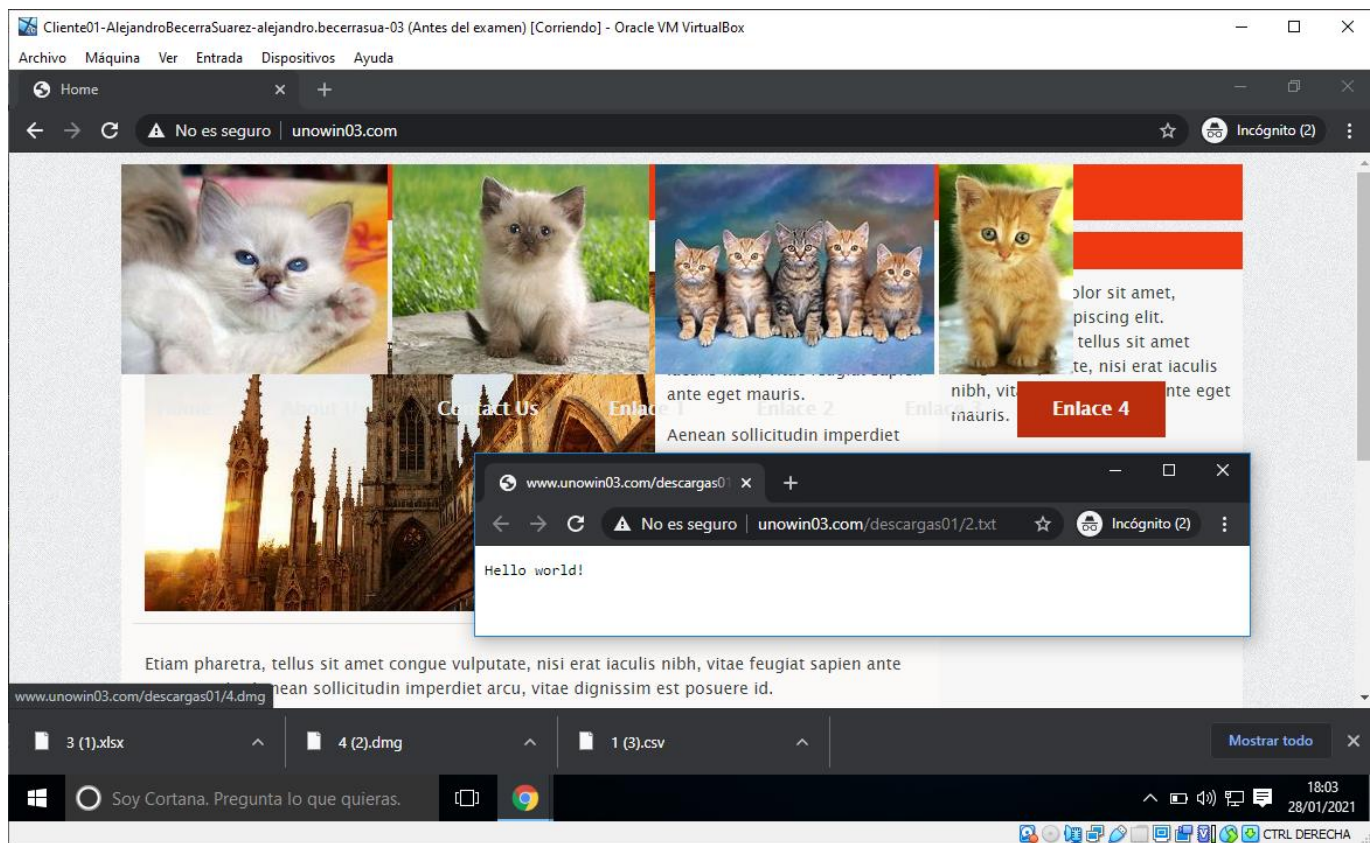 Cliente01-AlejandroBecerraSuarez-alejandro.becerrasua-03 (Antes del examen) [Corriendo] - Oracle VM VirtualBox
Archivo Máquina Ver Entrada Dispositivos Ayuda
Home
No es seguro | unowin03.com
Incógnito (2)
olor sit amet,
piscing elit.
tellus sit amet
te, nisi erat iaculis
ante eget mauris.
nibh, vit
nte eget
mauris.
About
Contact Us
Enlace 1
Enlace 2
Enlace 4
Aenean sollicitudin imperdiet
www.unowin03.com/descargas01
No es seguro | unowin03.com/descargas01/2.txt
Incógnito (2)
Hello world!
Etiam pharetra, tellus sit amet congue vulputate, nisi erat iaculis nibh, vitae feugiat sapien ante
nean sollicitudin imperdiet arcu, vitae dignissim est posuere id.
www.unowin03.com/descargas01/4.dmg
3 (1).xlsx
4 (2).dmg
1 (3).csv
Mostrar todo
Soy Cortana. Pregunta lo que quieras.
18:03
28/01/2021
CTRL DERECHA